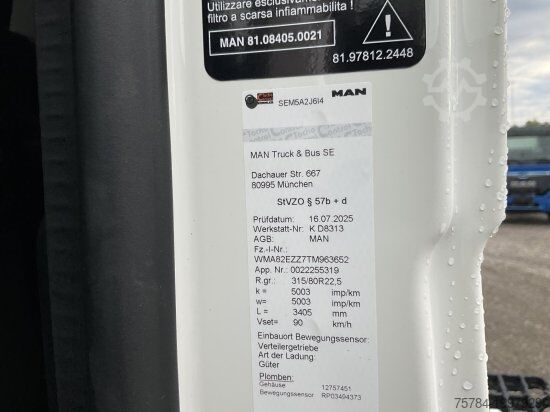 Utilizzare esclusivamente
filtro a scarsa infiammabilita !
MAN 81.08405.0021
81.97812.2448
SEM5A2J6I4
MAN
MAN Truck & Bus SE
Dachauer Str. 667
80995 München
StVZO § 57b + d
Prüfdatum: 16.07.2025
Werkstatt-Nr: K D8313
AGB: MAN
Fz.-I-Nr.:
WMA82EZZ7TM963652
App. Nr.: 0022255319
R.gr.: 315/80R22,5
k = 5003 imp/km
w= 5003 imp/km
L = 3405 mm
Vset= 90 km/h
Einbauort Bewegungssensor:
Verteilergetriebe
Art der Ladung:
Güter
Plomben:
Gehäuse 12757451
Bewegungssensor RP03494373